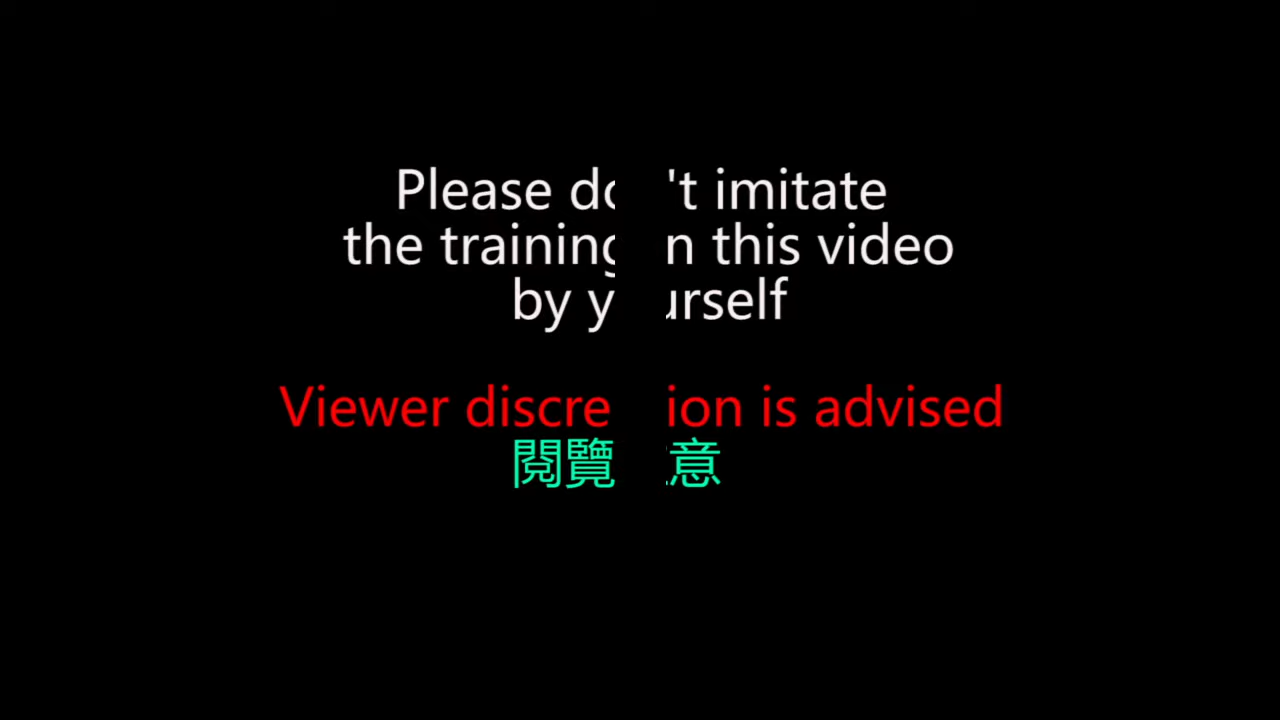 Please imitate
the training this video
by
Viewer is advised
閱覽 意